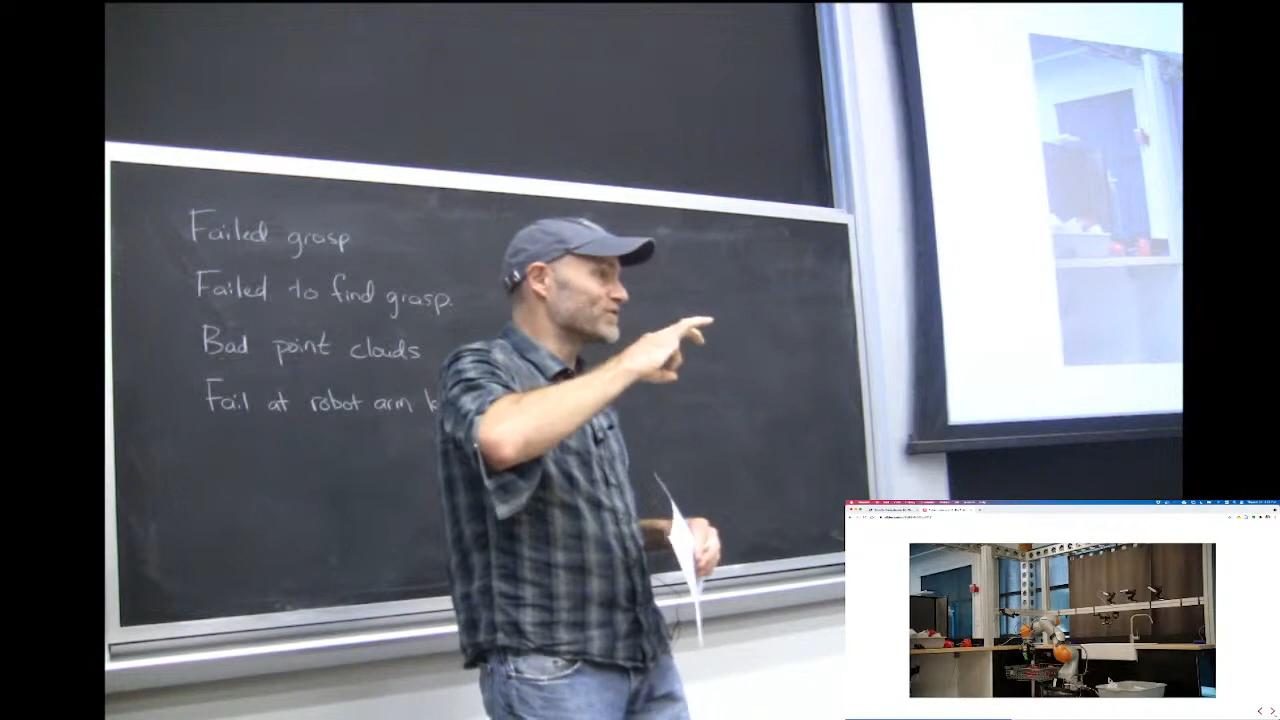 Failed grasp
Failed to find grasp.
Bad point clouds
Fail at robot arm